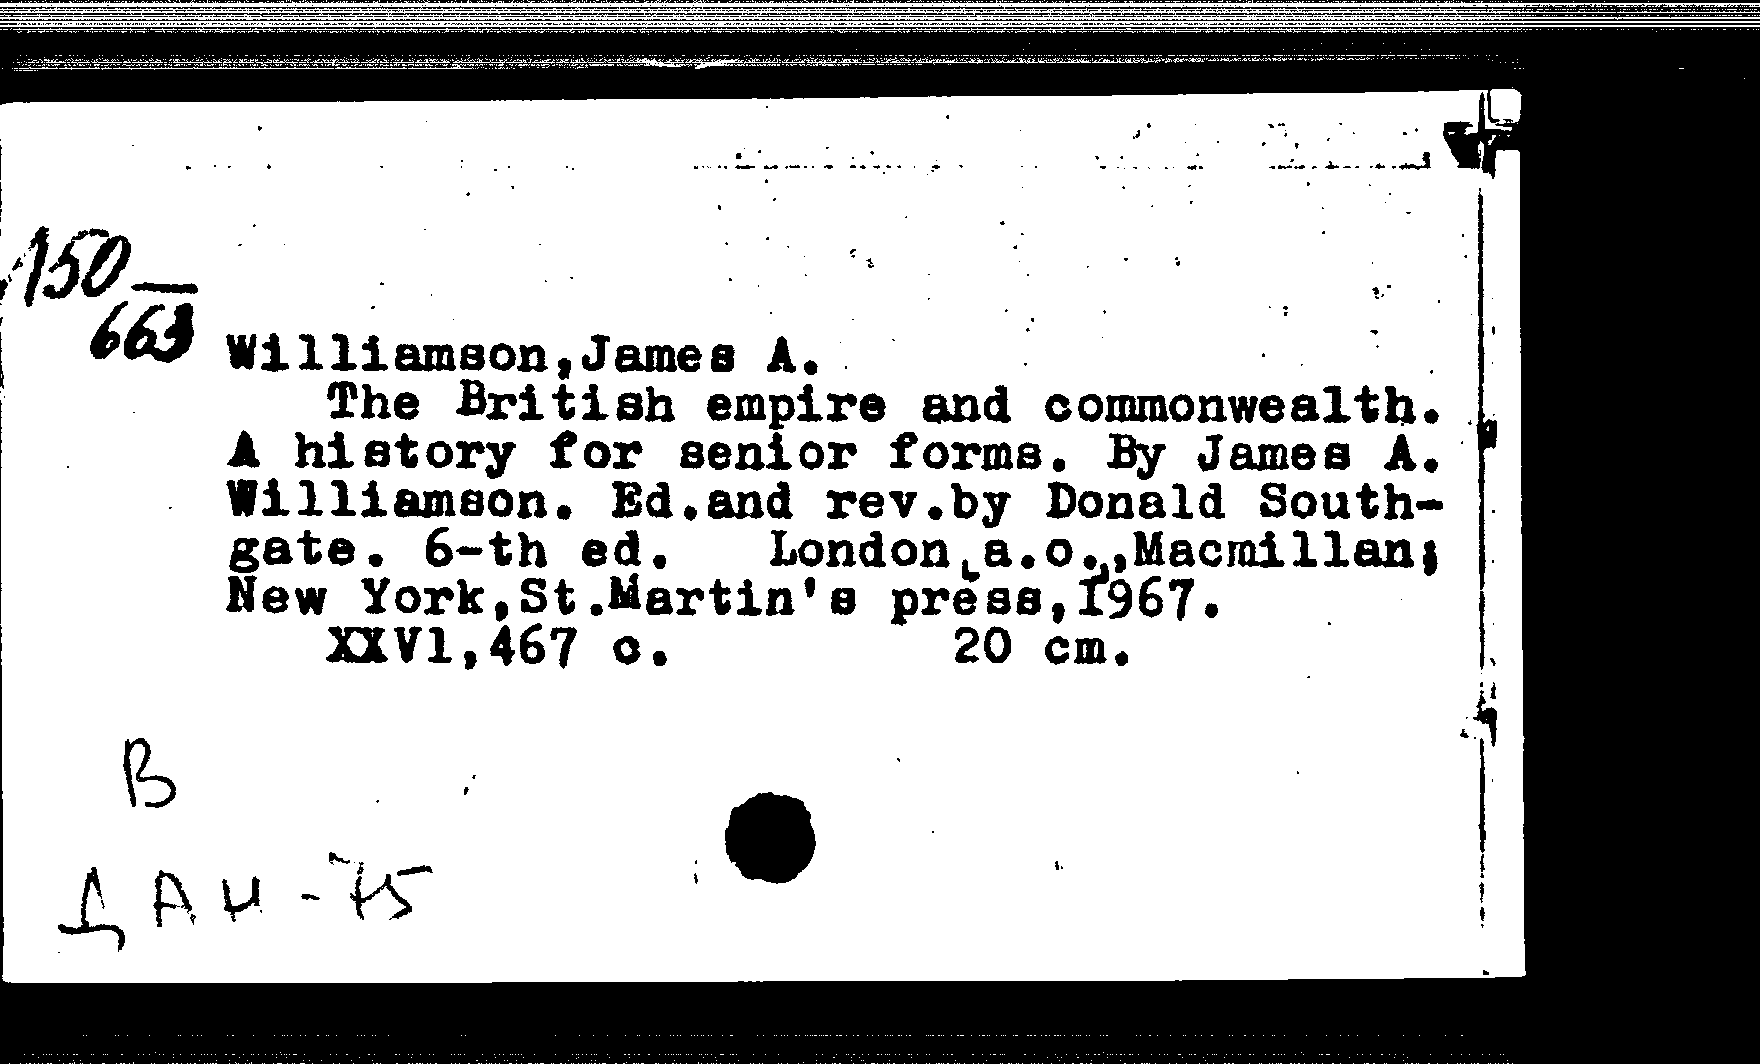 150
663
Williamson,James A.
The British empire and commonwealth.
A history for senior forms. By James A.
Williamson. Ed.and rev.by Donald South-
gate. 6-th ed. London a.o.,Macmillan;
New York,St.Martin's press,1967.
XXVI,467 c. 20 cm.
В
ДАН-75